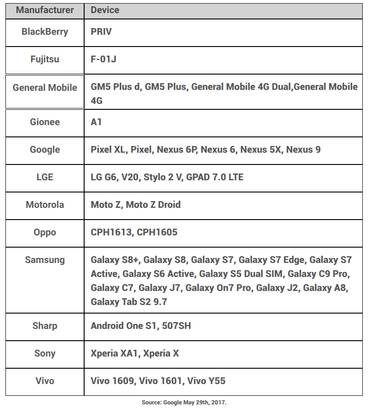 Manufacturer Device
BlackBerry PRIV
Fujitsu F-01J
General Mobile GM5 Plus d, GM5 Plus, General Mobile 4G Dual,General Mobile
4G
Gionee A1
Google Pixel XL, Pixel, Nexus 6P, Nexus 6, Nexus 5X, Nexus 9
LGE LG G6, V20, Stylo 2 V, GPAD 7.0 LTE
Motorola Moto Z, Moto Z Droid
Oppo CPH1613, CPH1605
Samsung Galaxy S8+, Galaxy S8, Galaxy S7, Galaxy S7 Edge, Galaxy S7
Active, Galaxy S6 Active, Galaxy S5 Dual SIM, Galaxy C9 Pro,
Galaxy C7, Galaxy J7, Galaxy On7 Pro, Galaxy J2, Galaxy A8,
Galaxy Tab S2 9.7
Sharp Android One S1, 507SH
Sony Xperia XA1, Xperia X
Vivo Vivo 1609, Vivo 1601, Vivo Y55
Source: Google May 29th, 2017.